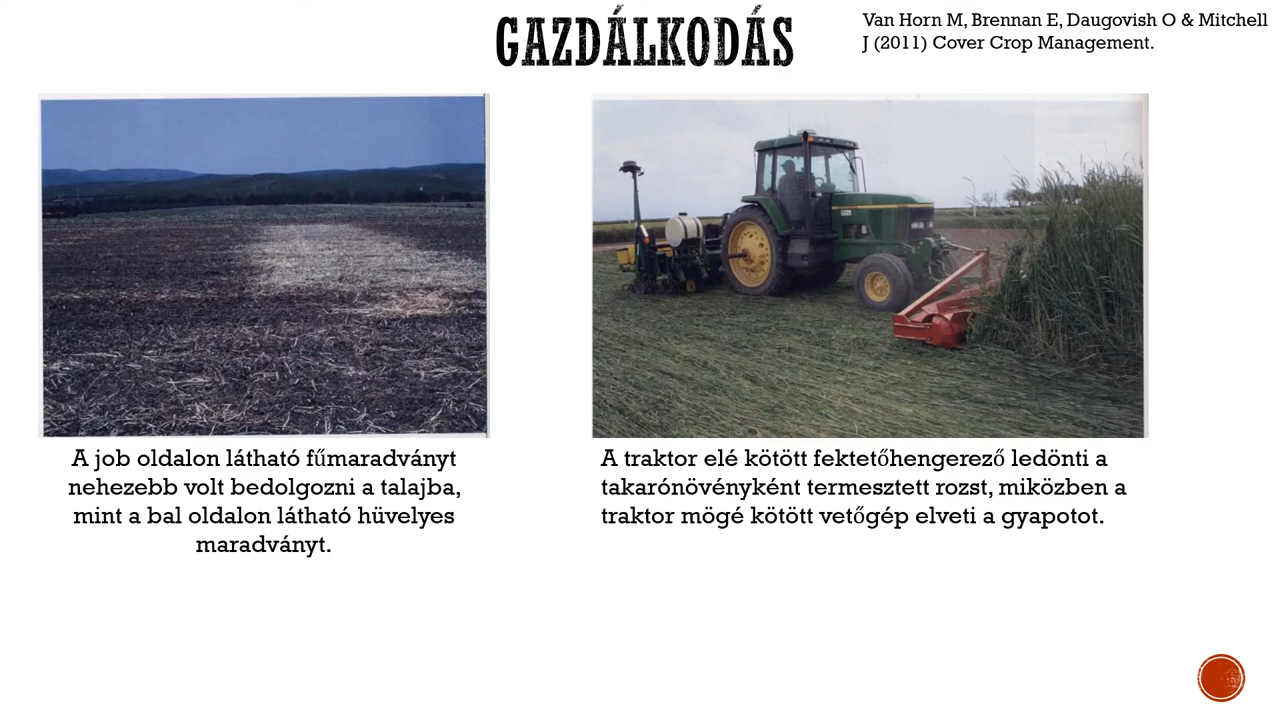 GAZDÁLKODÁS
Van Horn M, Brennan E, Daugovish O & Mitchell
J (2011) Cover Crop Management.
A job oldalon látható fűmaradványt
nehezebb volt bedolgozni a talajba,
mint a bal oldalon látható hüvelyes
maradványt.
A traktor elé kötött fektetőhengerező ledönti a
takarónövényként termesztett rozst, miközben a
traktor mögé kötött vetőgép elveti a gyapotot.